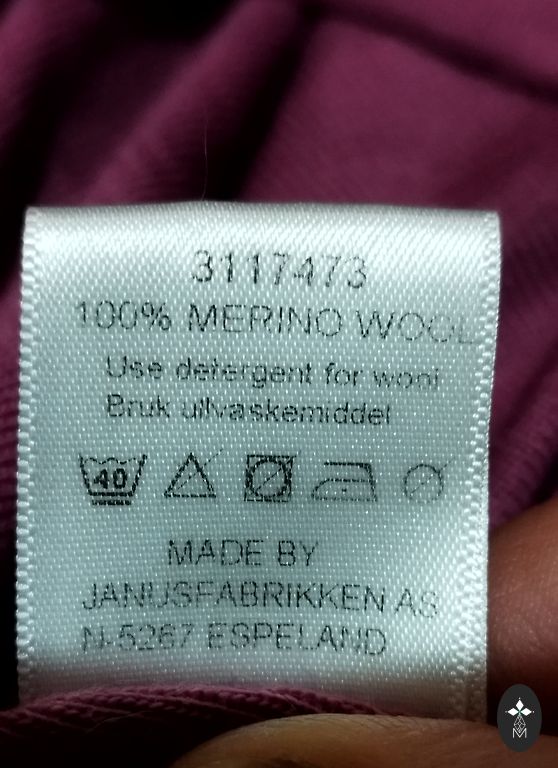 3117473
100% MERINO WOOL
Use detergent for wool
Bruk ullvaskemiddel
40
MADE BY
JANUSFABRIKKEN AS
N-5267 ESPELAND